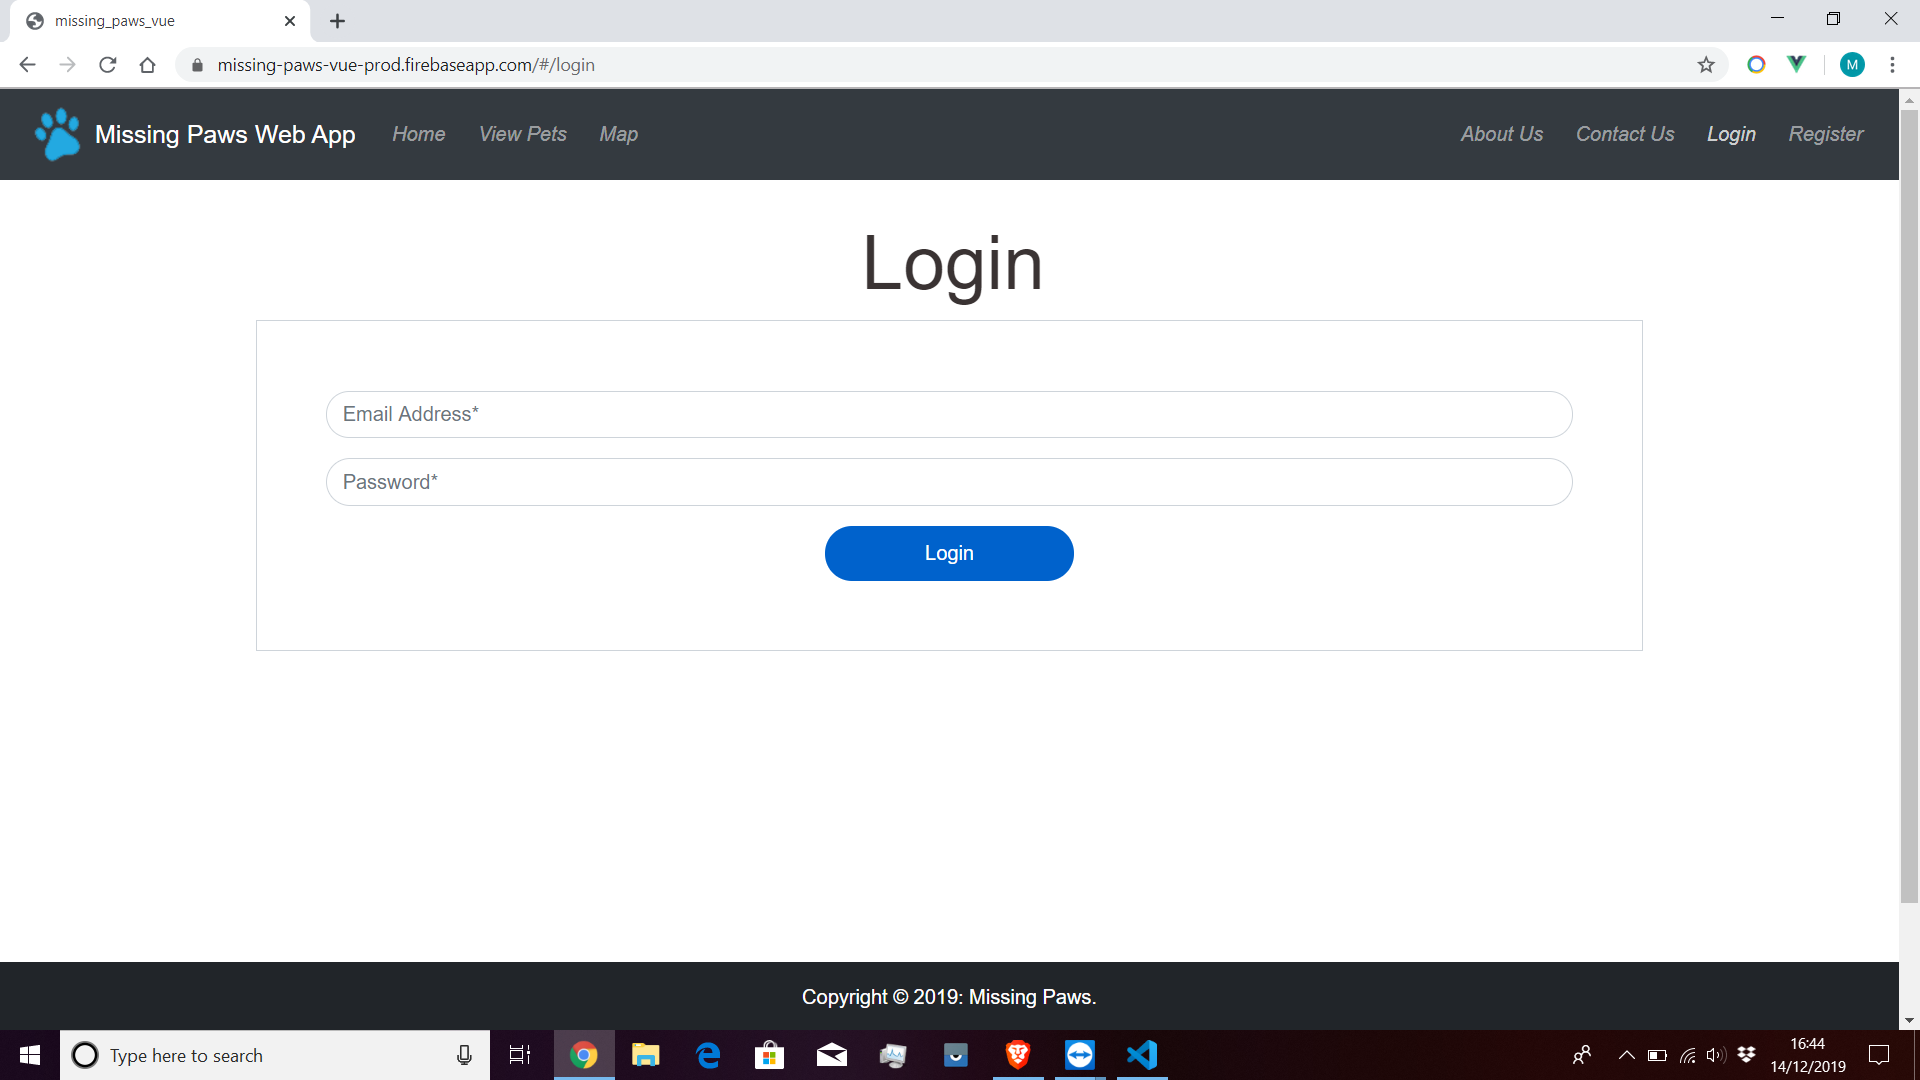 missing_paws_vue
missing-paws-vue-prod.firebaseapp.com/#/login
M
Missing Paws Web App Home View Pets Map About Us Contact Us Login Register
Login
Email Address*
Password*
Login
Copyright © 2019: Missing Paws.
Type here to search
16:44
14/12/2019